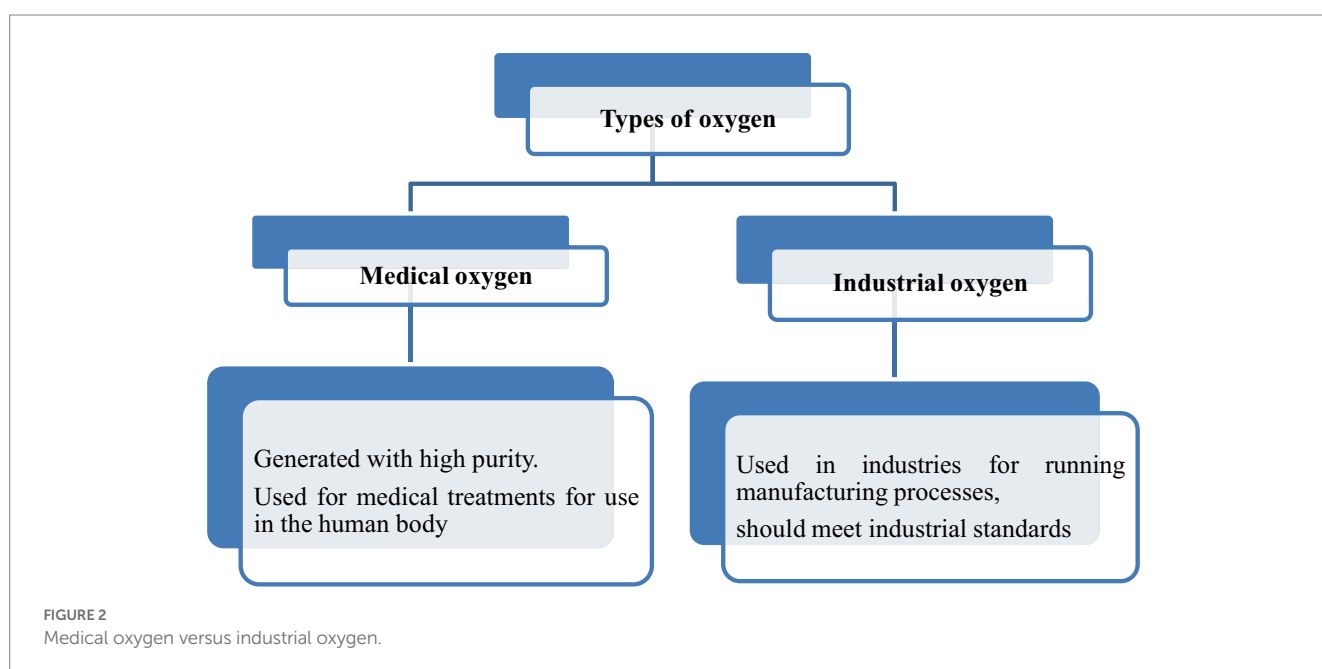 Types of oxygen
Medical oxygen
Industrial oxygen
Generated with high purity.
Used for medical treatments for use
in the human body
Used in industries for running
manufacturing processes,
should meet industrial standards
FIGURE 2
Medical oxygen versus industrial oxygen.